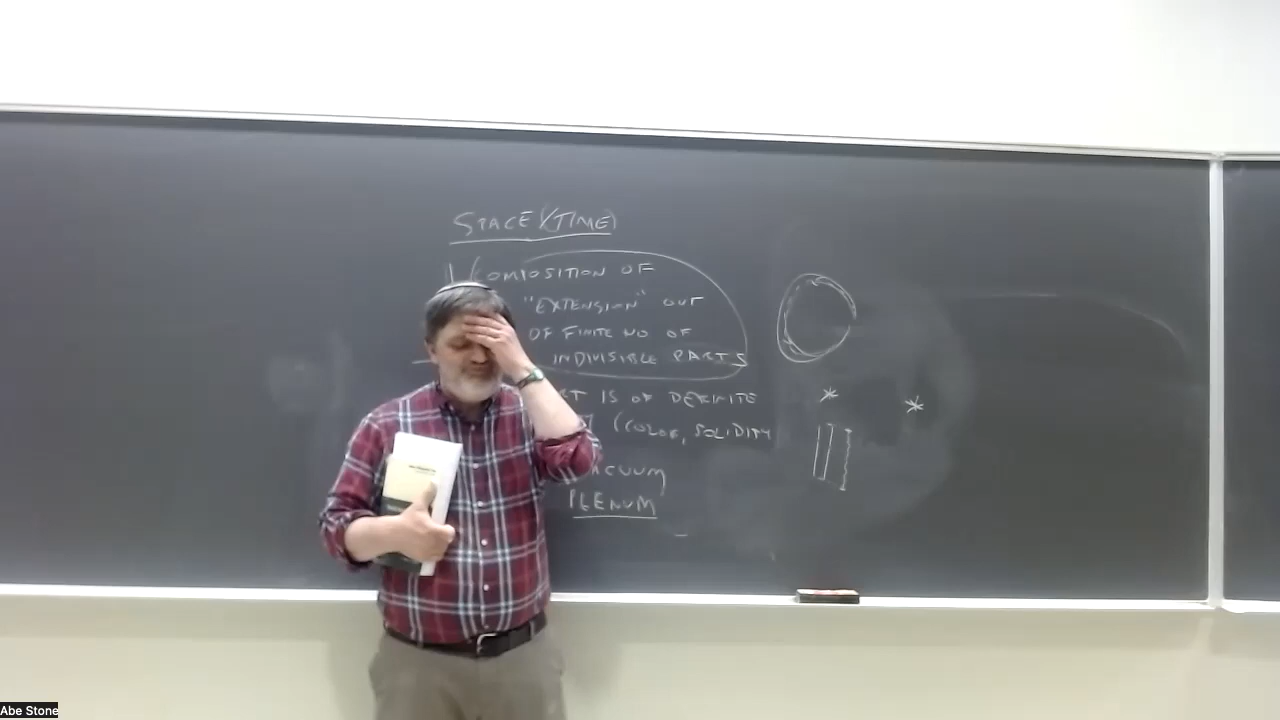 SPACE (TIME)
COMPOSITION OF
"EXTENSION" OUT
OF FINITE NO OF
INDIVISIBLE PARTS
IS OF DEFINITE
(COLOR, SOLIDITY
VACUUM
PLENUM
Abe Stone